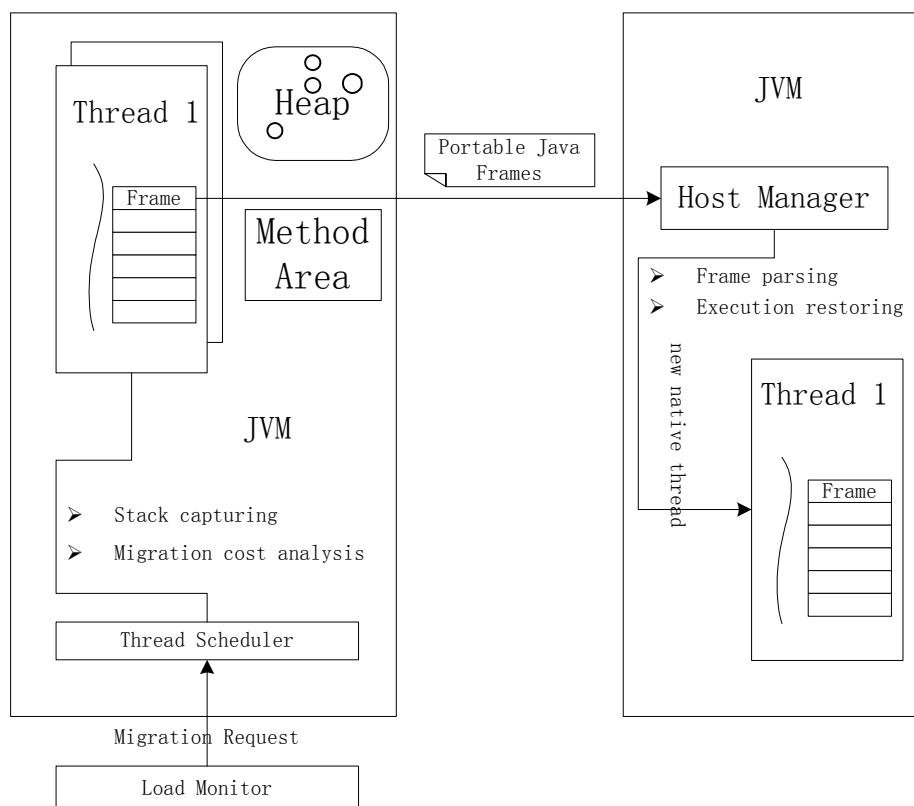 Thread 1
Frame
Heap
Method
Area
JVM
➢ Stack capturing
➢ Migration cost analysis
Thread Scheduler
Migration Request
Load Monitor
Portable Java
Frames
JVM
Host Manager
➢ Frame parsing
➢ Execution restoring
new native thread
Thread 1
Frame